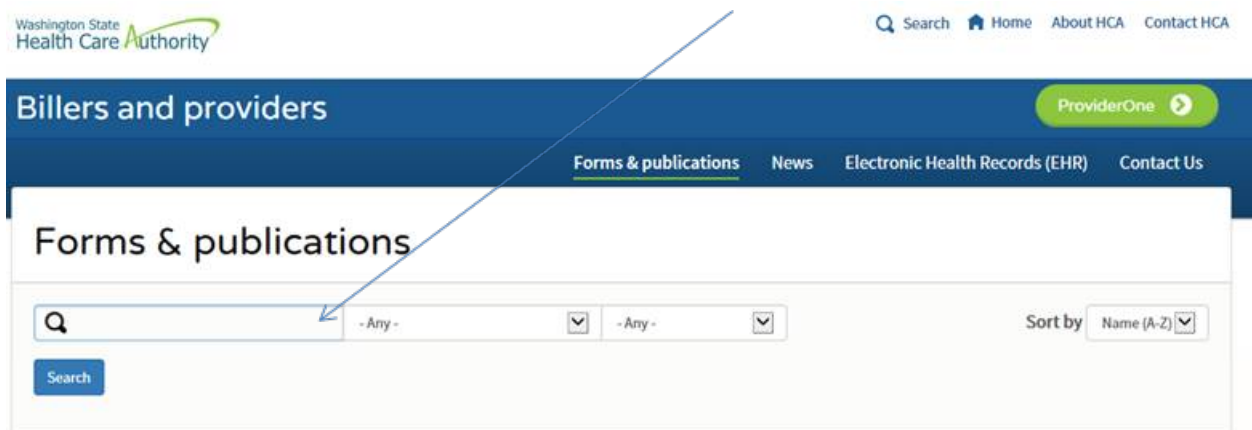 Washington State
Health Care Authority
Search Home About HCA Contact HCA
Billers and providers
ProviderOne
Forms & publications News Electronic Health Records (EHR) Contact Us
Forms & publications
- Any - - Any - Sort by Name (A-Z)
Search